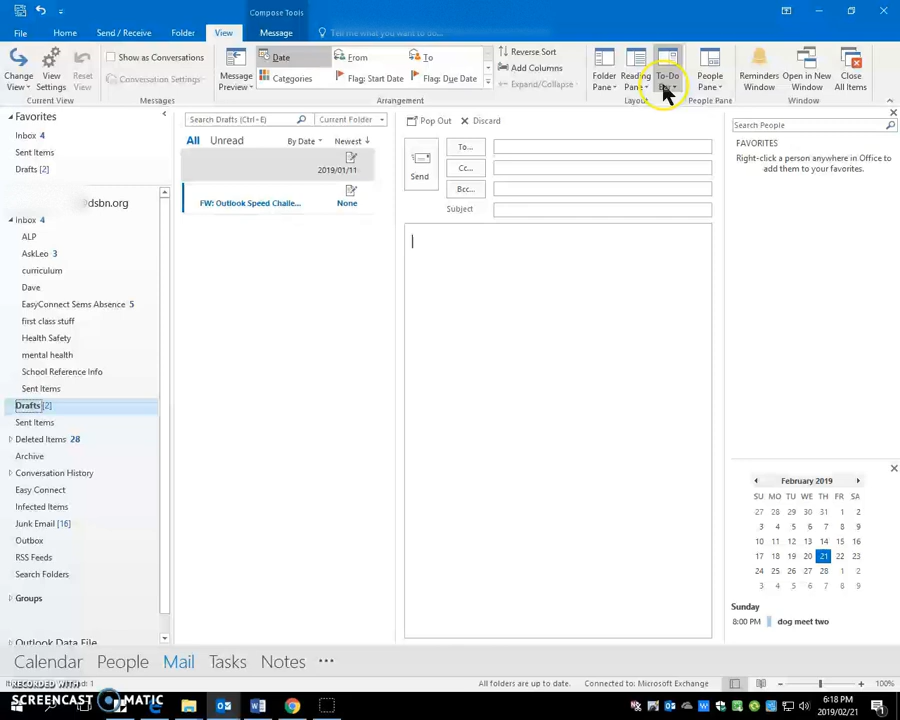 Compose Tools
File
Home
Send / Receive
Folder
View
Message
Tell me what you want to do...
Change View
View Settings
Reset View
Current View
Show as Conversations
Conversation Settings
Messages
Message Preview
Date
From
To
Categories
Flag: Start Date
Flag: Due Date
Arrangement
Reverse Sort
Add Columns
Expand/Collapse
Folder Pane
Reading Pane
To-Do
Layout
People Pane
People Pane
Reminders Window
Open in New Window
Close All Items
Window
Favorites
Inbox 4
Sent Items
Drafts [2]
@dsbn.org
Inbox 4
ALP
AskLeo 3
curriculum
Dave
EasyConnect Sems Absence 5
first class stuff
Health Safety
mental health
School Reference Info
Sent Items
Drafts [2]
Sent Items
Deleted Items 28
Archive
Conversation History
Easy Connect
Infected Items
Junk Email [16]
Outbox
RSS Feeds
Search Folders
Groups
Outlook Data File
Search Drafts (Ctrl+E)
Current Folder
All Unread
By Date Newest
2019/01/11
FW: Outlook Speed Challe...
None
Pop Out
Discard
Send
To...
Cc...
Bcc...
Subject
Search People
FAVORITES
Right-click a person anywhere in Office to
add them to your favorites.
February 2019
SU MO TU WE TH FR SA
27 28 29 30 31 1 2
3 4 5 6 7 8 9
10 11 12 13 14 15 16
17 18 19 20 21 22 23
24 25 26 27 28 1 2
3 4 5 6 7 8 9
Sunday
8:00 PM dog meet two
Calendar People Mail Tasks Notes
: 1
All folders are up to date.
Connected to: Microsoft Exchange
100%
RECORDED WITH
SCREENCAST MATIC
6:18 PM
2019/02/21
1